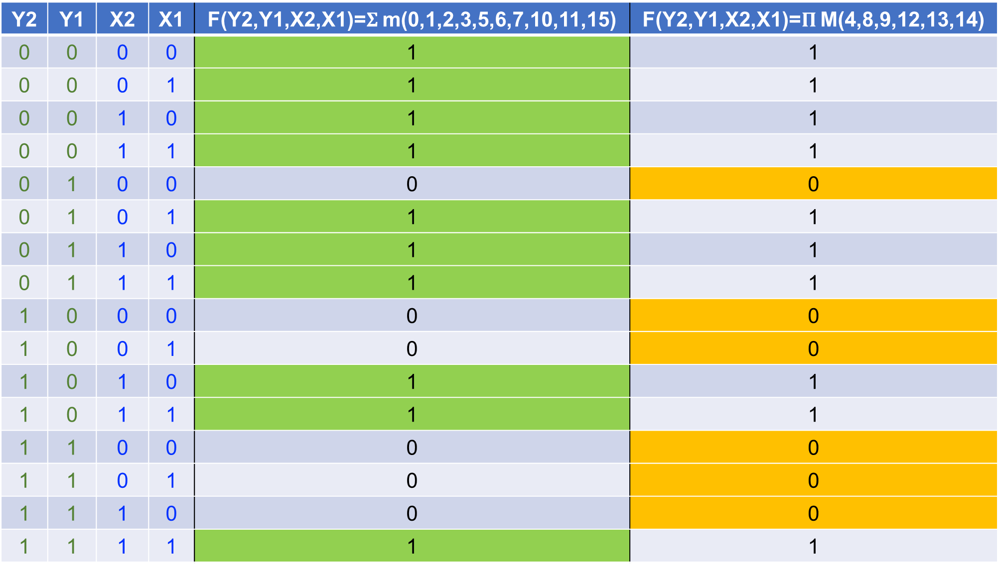 Y2 Y1 X2 X1 F(Y2,Y1,X2,X1)=Σ m(0,1,2,3,5,6,7,10,11,15) F(Y2,Y1,X2,X1)=Π M(4,8,9,12,13,14)
0 0 0 0 1 1
0 0 0 1 1 1
0 0 1 0 1 1
0 0 1 1 1 1
0 1 0 0 0 0
0 1 0 1 1 1
0 1 1 0 1 1
0 1 1 1 1 1
1 0 0 0 0 0
1 0 0 1 0 0
1 0 1 0 1 1
1 0 1 1 1 1
1 1 0 0 0 0
1 1 0 1 0 0
1 1 1 0 0 0
1 1 1 1 1 1